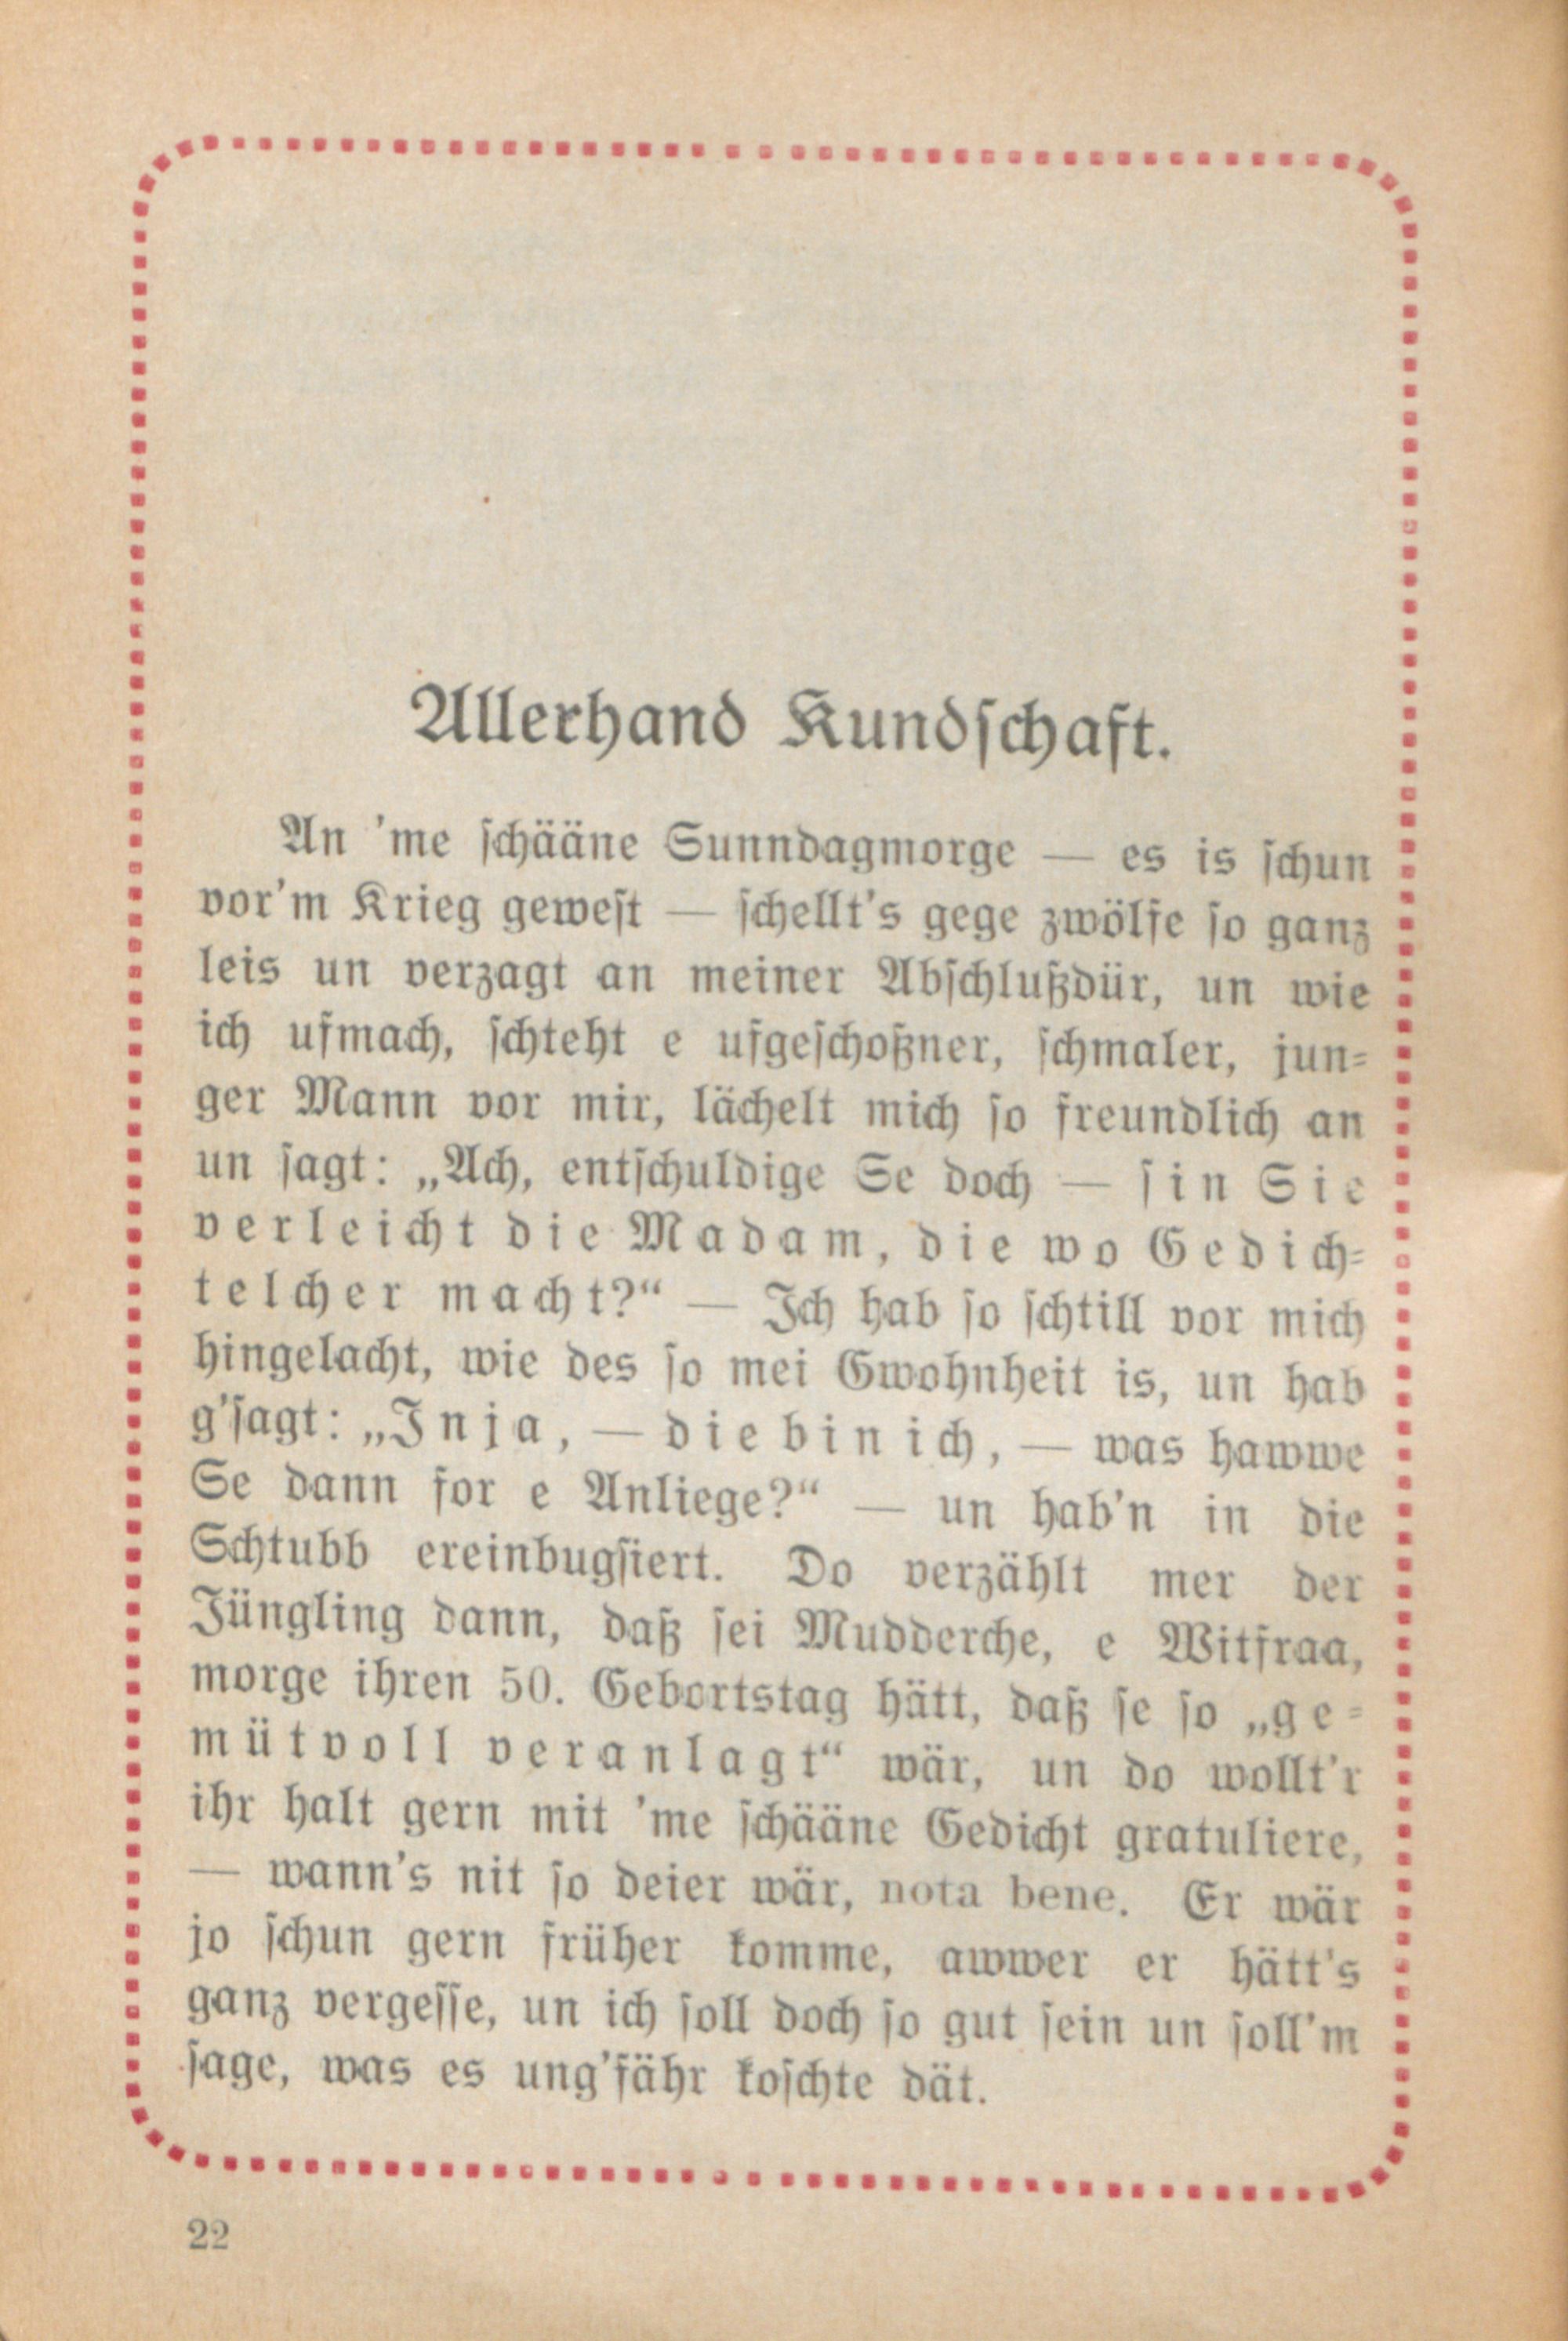 Allerhand Kundschaft.
An 'me schääne Sunndagmorge — es is schun
vor'm Krieg gewest — schellt's gege zwölfe so ganz
leis un verzagt an meiner Abschlußdür, un wie
ich ufmach, schteht e ufgeschoßner, schmaler, jun-
ger Mann vor mir, lächelt mich so freundlich an
un sagt: „Ach, entschuldige Se doch — sin Sie
verleicht die Madam, die wo Gedich-
telcher macht?“ — Ich hab so schtill vor mich
hingelacht, wie des so mei Gwohnheit is, un hab
g'sagt: „Inja, — die bin ich, — was hawwe
Se dann for e Anliege?“ — un hab'n in die
Schtubb ereinbugsiert. Do verzählt mer der
Jüngling dann, daß sei Mudderche, e Witfraa,
morge ihren 50. Gebortstag hätt, daß se so „ge-
mütvoll veranlagt“ wär, un do wollt'r
ihr halt gern mit 'me schääne Gedicht gratuliere,
— wann's nit so deier wär, nota bene. Er wär
jo schun gern früher komme, awwer er hätt's
ganz vergesse, un ich soll doch so gut sein un soll'm
sage, was es ung'fähr koschte dät.
22